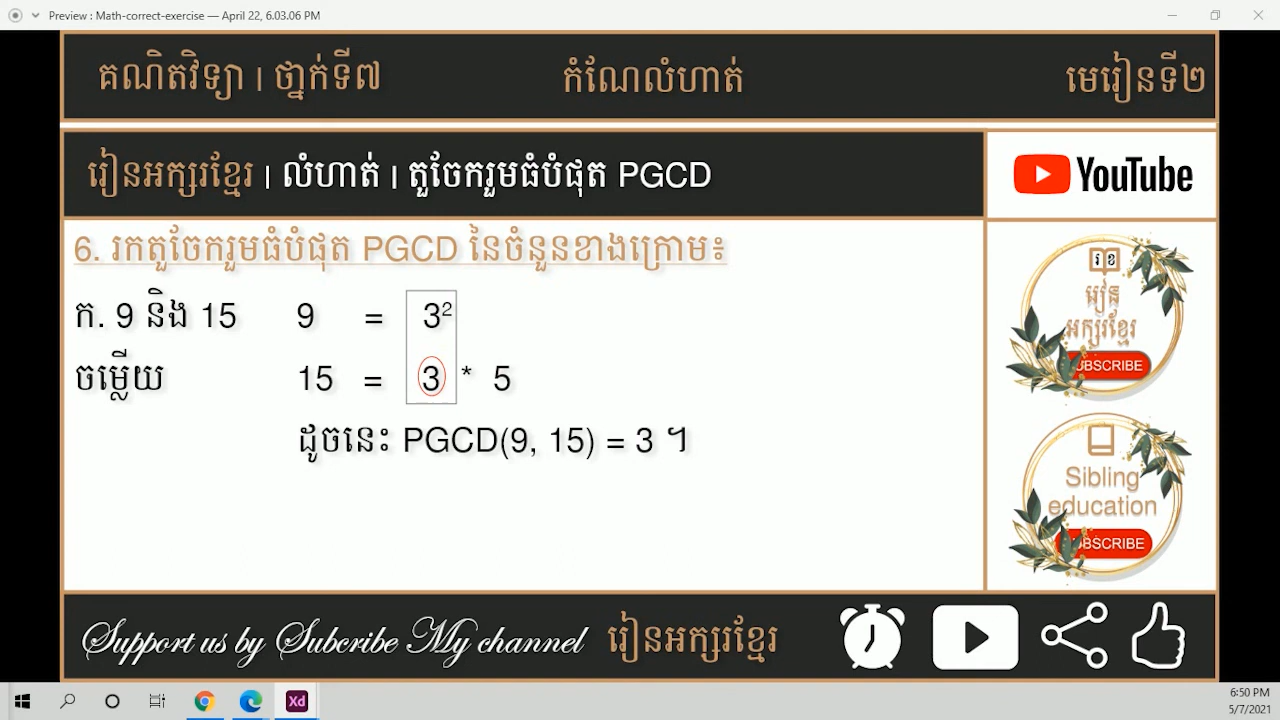 Preview : Math-correct-exercise — April 22, 6.03.06 PM
គណិតវិទ្យា | ថ្នាក់ទី៧
កំណែលំហាត់
មេរៀនទី២
រៀនអក្សរខ្មែរ | លំហាត់ | តួចែករួមធំបំផុត PGCD
YouTube
6. រកតួចែករួមធំបំផុត PGCD នៃចំនួនខាងក្រោម៖
ក. 9 និង 15 9 = 3²
ចម្លើយ 15 = 3 * 5
ដូចនេះ PGCD(9, 15) = 3 ។
រ ខ
រៀន
អក្សរខ្មែរ
SUBSCRIBE
Sibling
education
SUBSCRIBE
Support us by Subcribe My channel រៀនអក្សរខ្មែរ
Xd
6:50 PM
5/7/2021